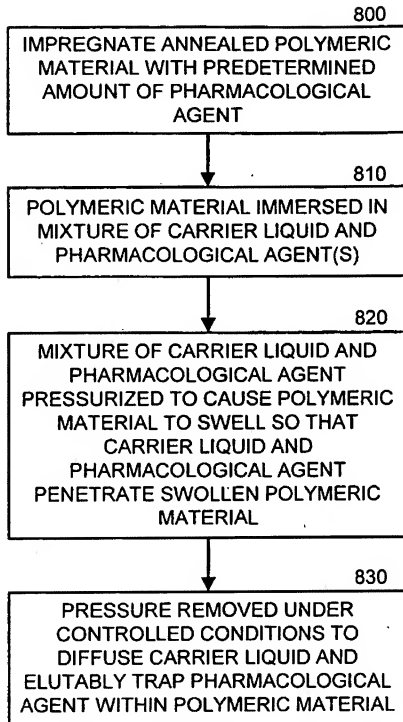 800
IMPREGNATE ANNEALED POLYMERIC
MATERIAL WITH PREDETERMINED
AMOUNT OF PHARMACOLOGICAL
AGENT
810
POLYMERIC MATERIAL IMMERSED IN
MIXTURE OF CARRIER LIQUID AND
PHARMACOLOGICAL AGENT(S)
820
MIXTURE OF CARRIER LIQUID AND
PHARMACOLOGICAL AGENT
PRESSURIZED TO CAUSE POLYMERIC
MATERIAL TO SWELL SO THAT
CARRIER LIQUID AND
PHARMACOLOGICAL AGENT
PENETRATE SWOLLEN POLYMERIC
MATERIAL
830
PRESSURE REMOVED UNDER
CONTROLLED CONDITIONS TO
DIFFUSE CARRIER LIQUID AND
ELUTABLY TRAP PHARMACOLOGICAL
AGENT WITHIN POLYMERIC MATERIAL